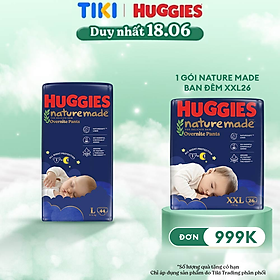 TIKI HUGGIES
Duy nhất 18.06
1 GÓI NATURE MADE
BAN ĐÊM XXL26
HUGGIES
naturemade
Overnite Pants
L 44
HUGGIES
naturemade
Overnite Pants
XXL 26
ĐƠN 999K
*Số lượng quà tặng có hạn
Chỉ áp dụng sản phẩm do Tiki Trading phân phối